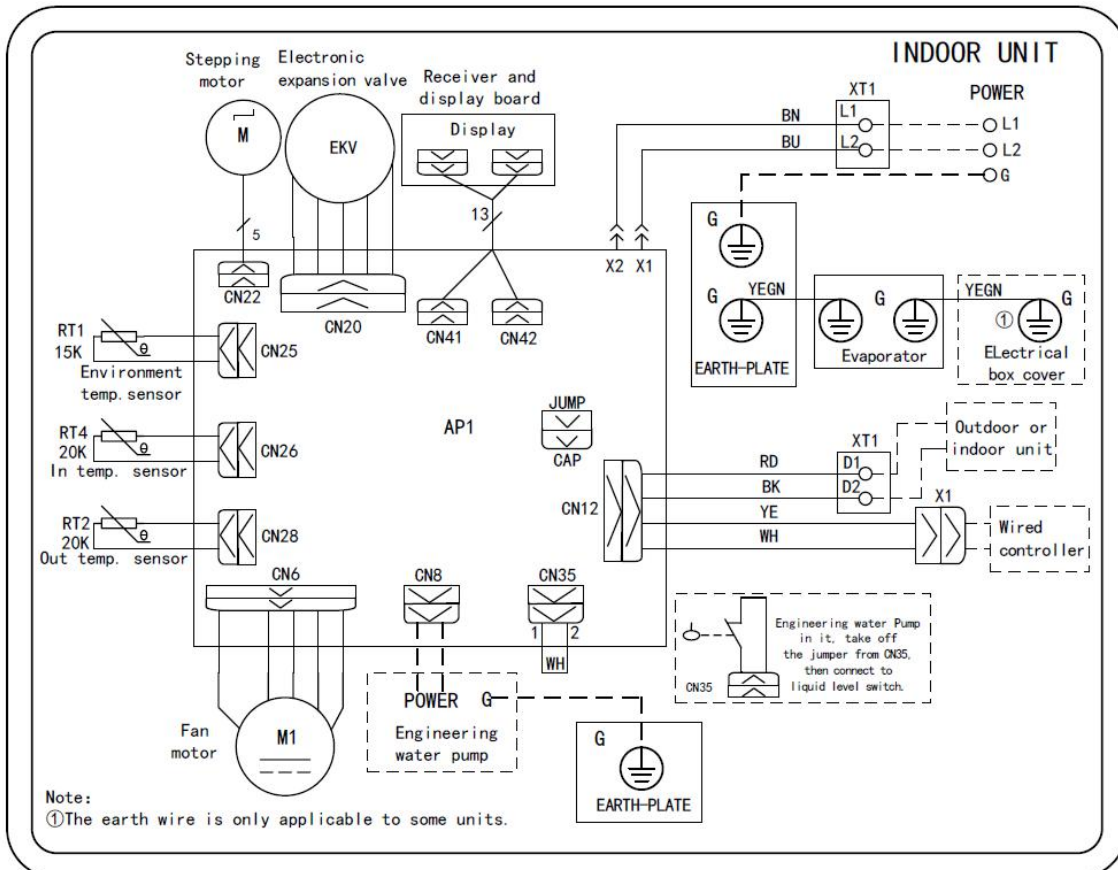 INDOOR UNIT
Stepping
motor
M
5
CN22
Electronic
expansion valve
EKV
CN20
Receiver and
display board
Display
13
CN41
CN42
X2
X1
BN
BU
XT1
L1
L2
POWER
L1
L2
G
G
G
EARTH-PLATE
YEGN
G
Evaporator
YEGN
①
G
ELectrical
box cover
RT1
15K
Environment
temp. sensor
CN25
RT4
20K
In temp. sensor
CN26
RT2
20K
Out temp. sensor
CN28
θ
θ
θ
AP1
JUMP
CAP
CN12
RD
BK
YE
WH
XT1
D1
D2
Outdoor or
indoor unit
X1
Wired
controller
CN6
Fan
motor
M1
CN8
POWER
G
Engineering
water pump
CN35
1
2
WH
G
EARTH-PLATE
CN35
Engineering water Pump
in it, take off
the jumper from CN35,
then connect to
liquid level switch.
Note:
①The earth wire is only applicable to some units.